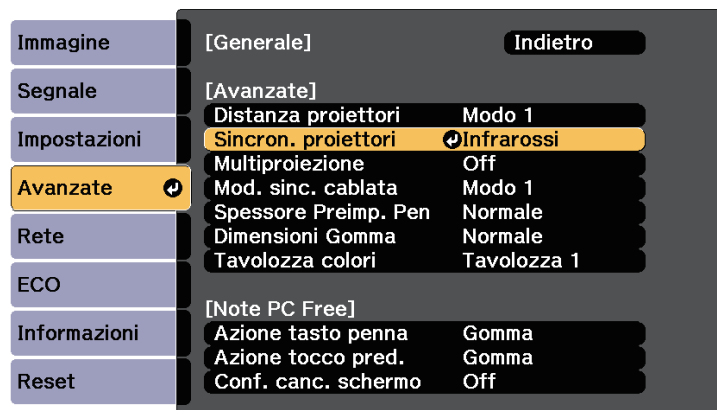 Immagine
Segnale
Impostazioni
Avanzate
Rete
ECO
Informazioni
Reset
[Generale] Indietro
[Avanzate]
Distanza proiettori Modo 1
Sincron. proiettori Infrarossi
Multiproiezione Off
Mod. sinc. cablata Modo 1
Spessore Preimp. Pen Normale
Dimensioni Gomma Normale
Tavolozza colori Tavolozza 1
[Note PC Free]
Azione tasto penna Gomma
Azione tocco pred. Gomma
Conf. canc. schermo Off